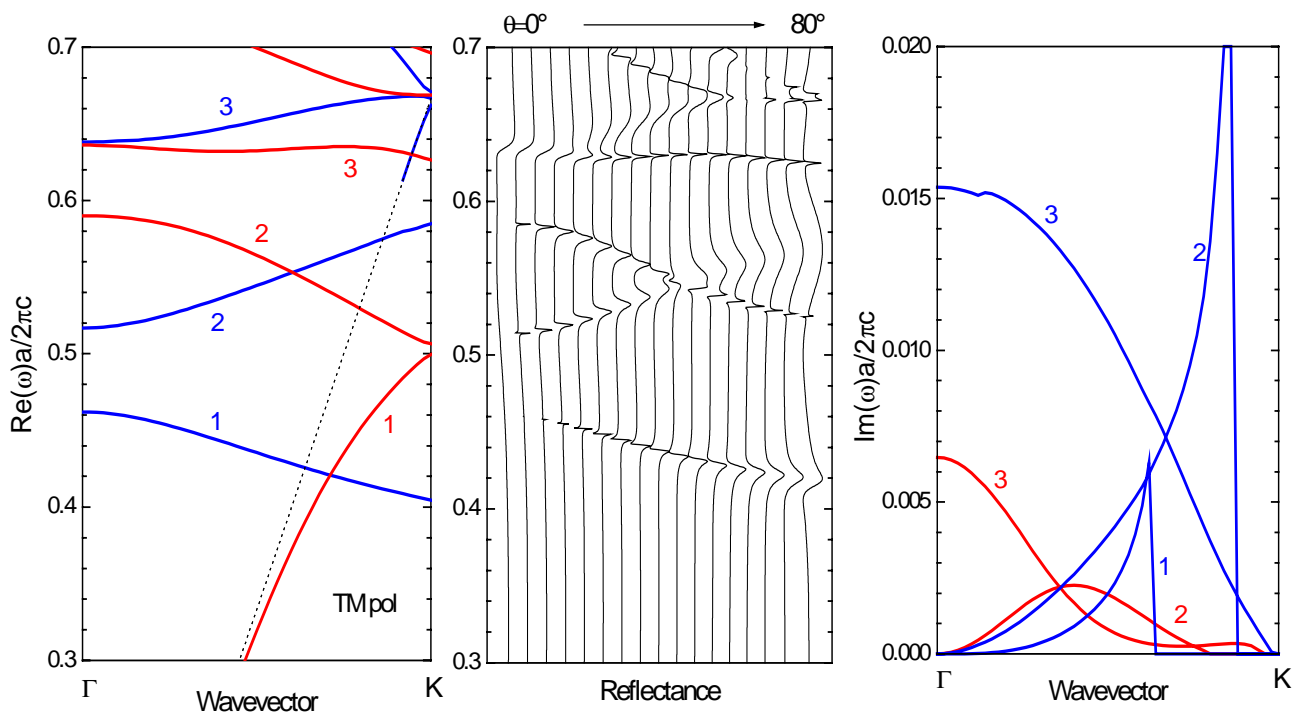 θ=0° 80°
0.7
0.6
0.5
0.4
0.3
Re(ω)a/2πc
3
3
2
2
1
1
TM pol
Γ
Wavevector
K
0.7
0.6
0.5
0.4
0.3
Reflectance
0.020
0.015
0.010
0.005
0.000
Im(ω)a/2πc
3
2
3
1
2
Γ
Wavevector
K